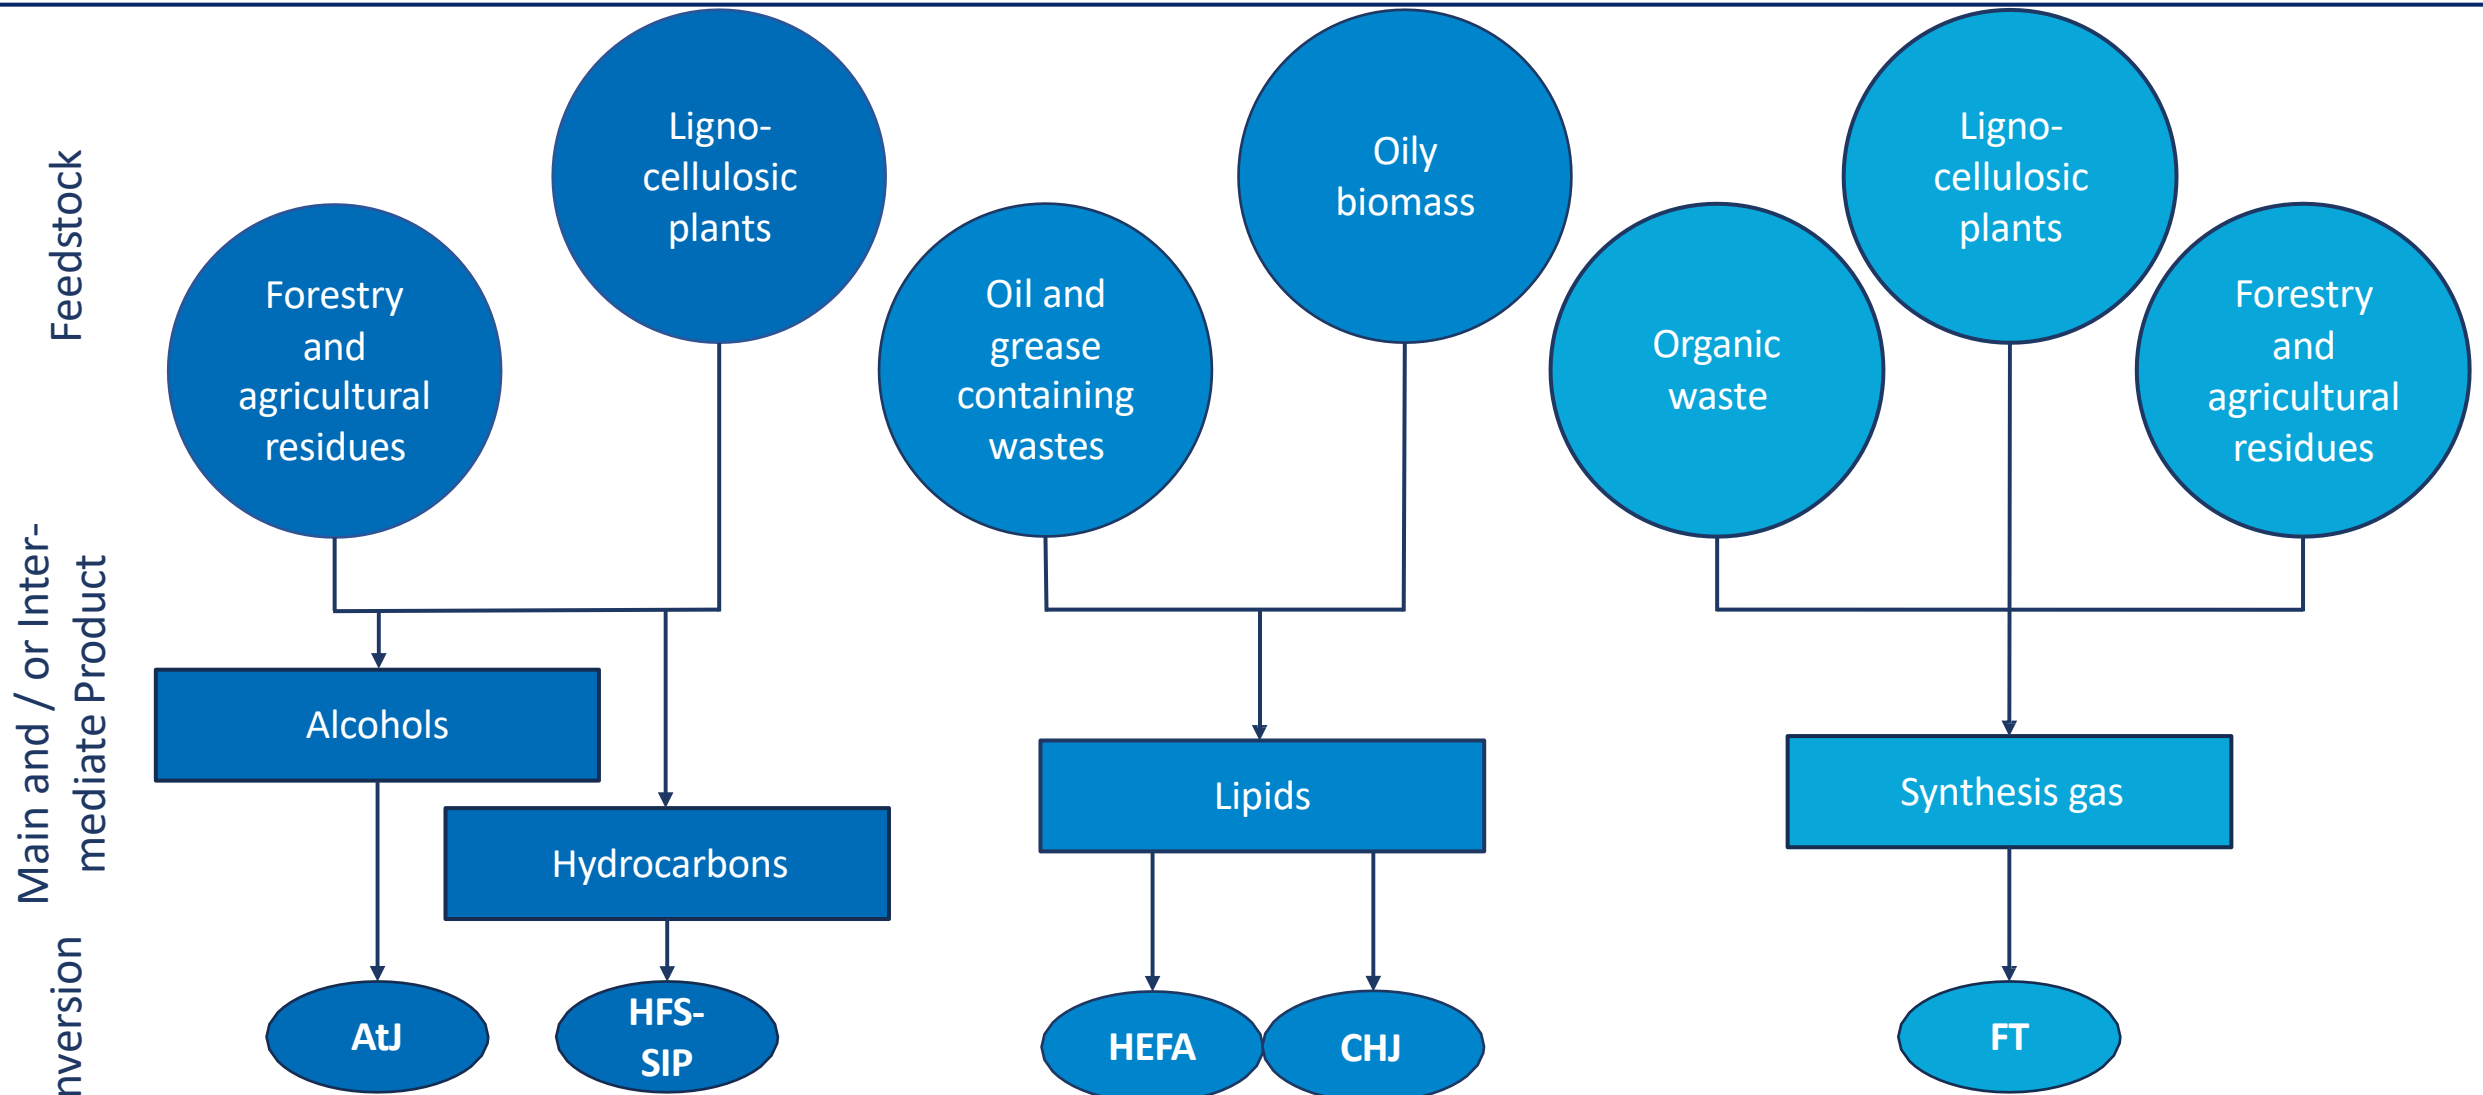 Feedstock
Ligno-
cellulosic
plants
Forestry
and
agricultural
residues
Oily
biomass
Oil and
grease
containing
wastes
Ligno-
cellulosic
plants
Organic
waste
Forestry
and
agricultural
residues
Main and / or Inter-
mediate Product
Alcohols
Hydrocarbons
Lipids
Synthesis gas
nversion
AtJ
HFS-
SIP
HEFA
CHJ
FT